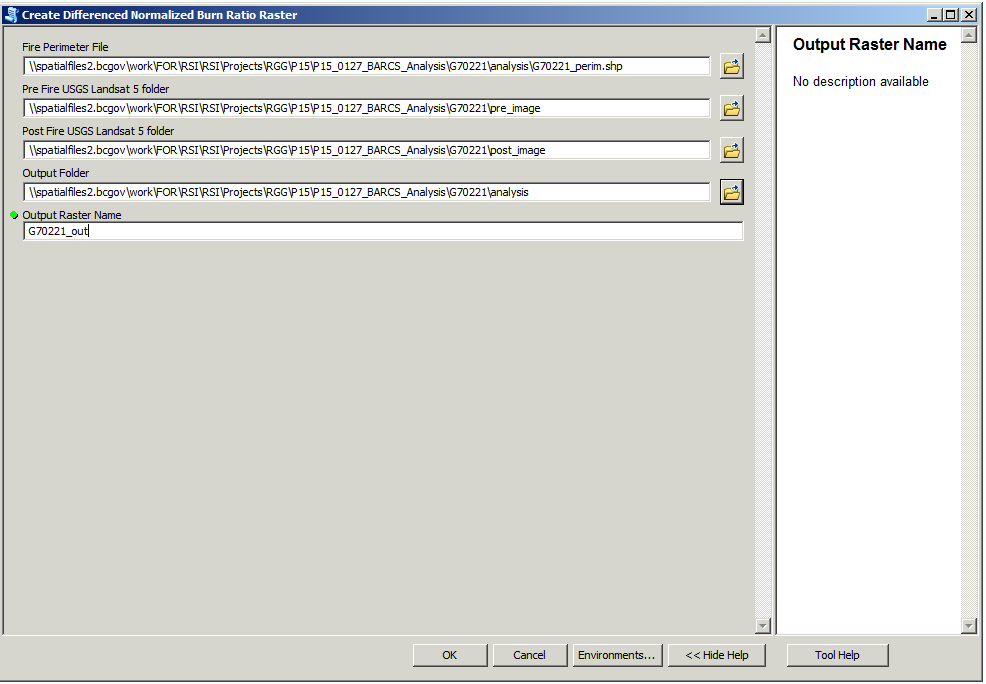 Create Differenced Normalized Burn Ratio Raster
Fire Perimeter File
\\spatialfiles2.bcgov\work\FOR\RSI\RSI\Projects\RGG\P15\P15_0127_BARCS_Analysis\G70221\analysis\G70221_perim.shp
Pre Fire USGS Landsat 5 folder
\\spatialfiles2.bcgov\work\FOR\RSI\RSI\Projects\RGG\P15\P15_0127_BARCS_Analysis\G70221\pre_image
Post Fire USGS Landsat 5 folder
\\spatialfiles2.bcgov\work\FOR\RSI\RSI\Projects\RGG\P15\P15_0127_BARCS_Analysis\G70221\post_image
Output Folder
\\spatialfiles2.bcgov\work\FOR\RSI\RSI\Projects\RGG\P15\P15_0127_BARCS_Analysis\G70221\analysis
Output Raster Name
G70221_out
Output Raster Name
No description available
OK
Cancel
Environments...
<< Hide Help
Tool Help